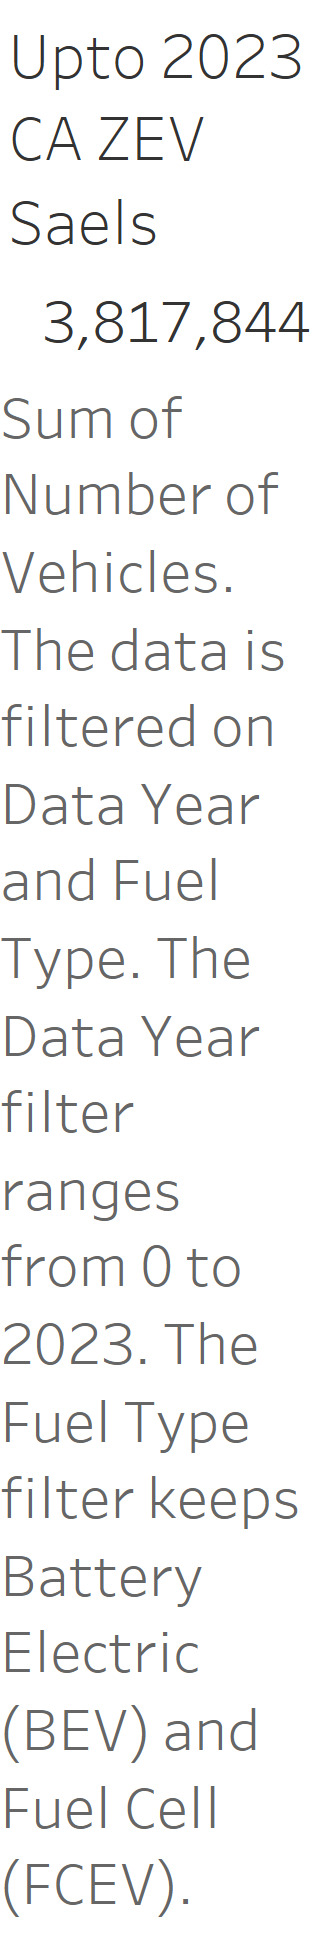 Upto 2023
CA ZEV
Saels
3,817,844
Sum of
Number of
Vehicles.
The data is
filtered on
Data Year
and Fuel
Type. The
Data Year
filter
ranges
from 0 to
2023. The
Fuel Type
filter keeps
Battery
Electric
(BEV) and
Fuel Cell
(FCEV).